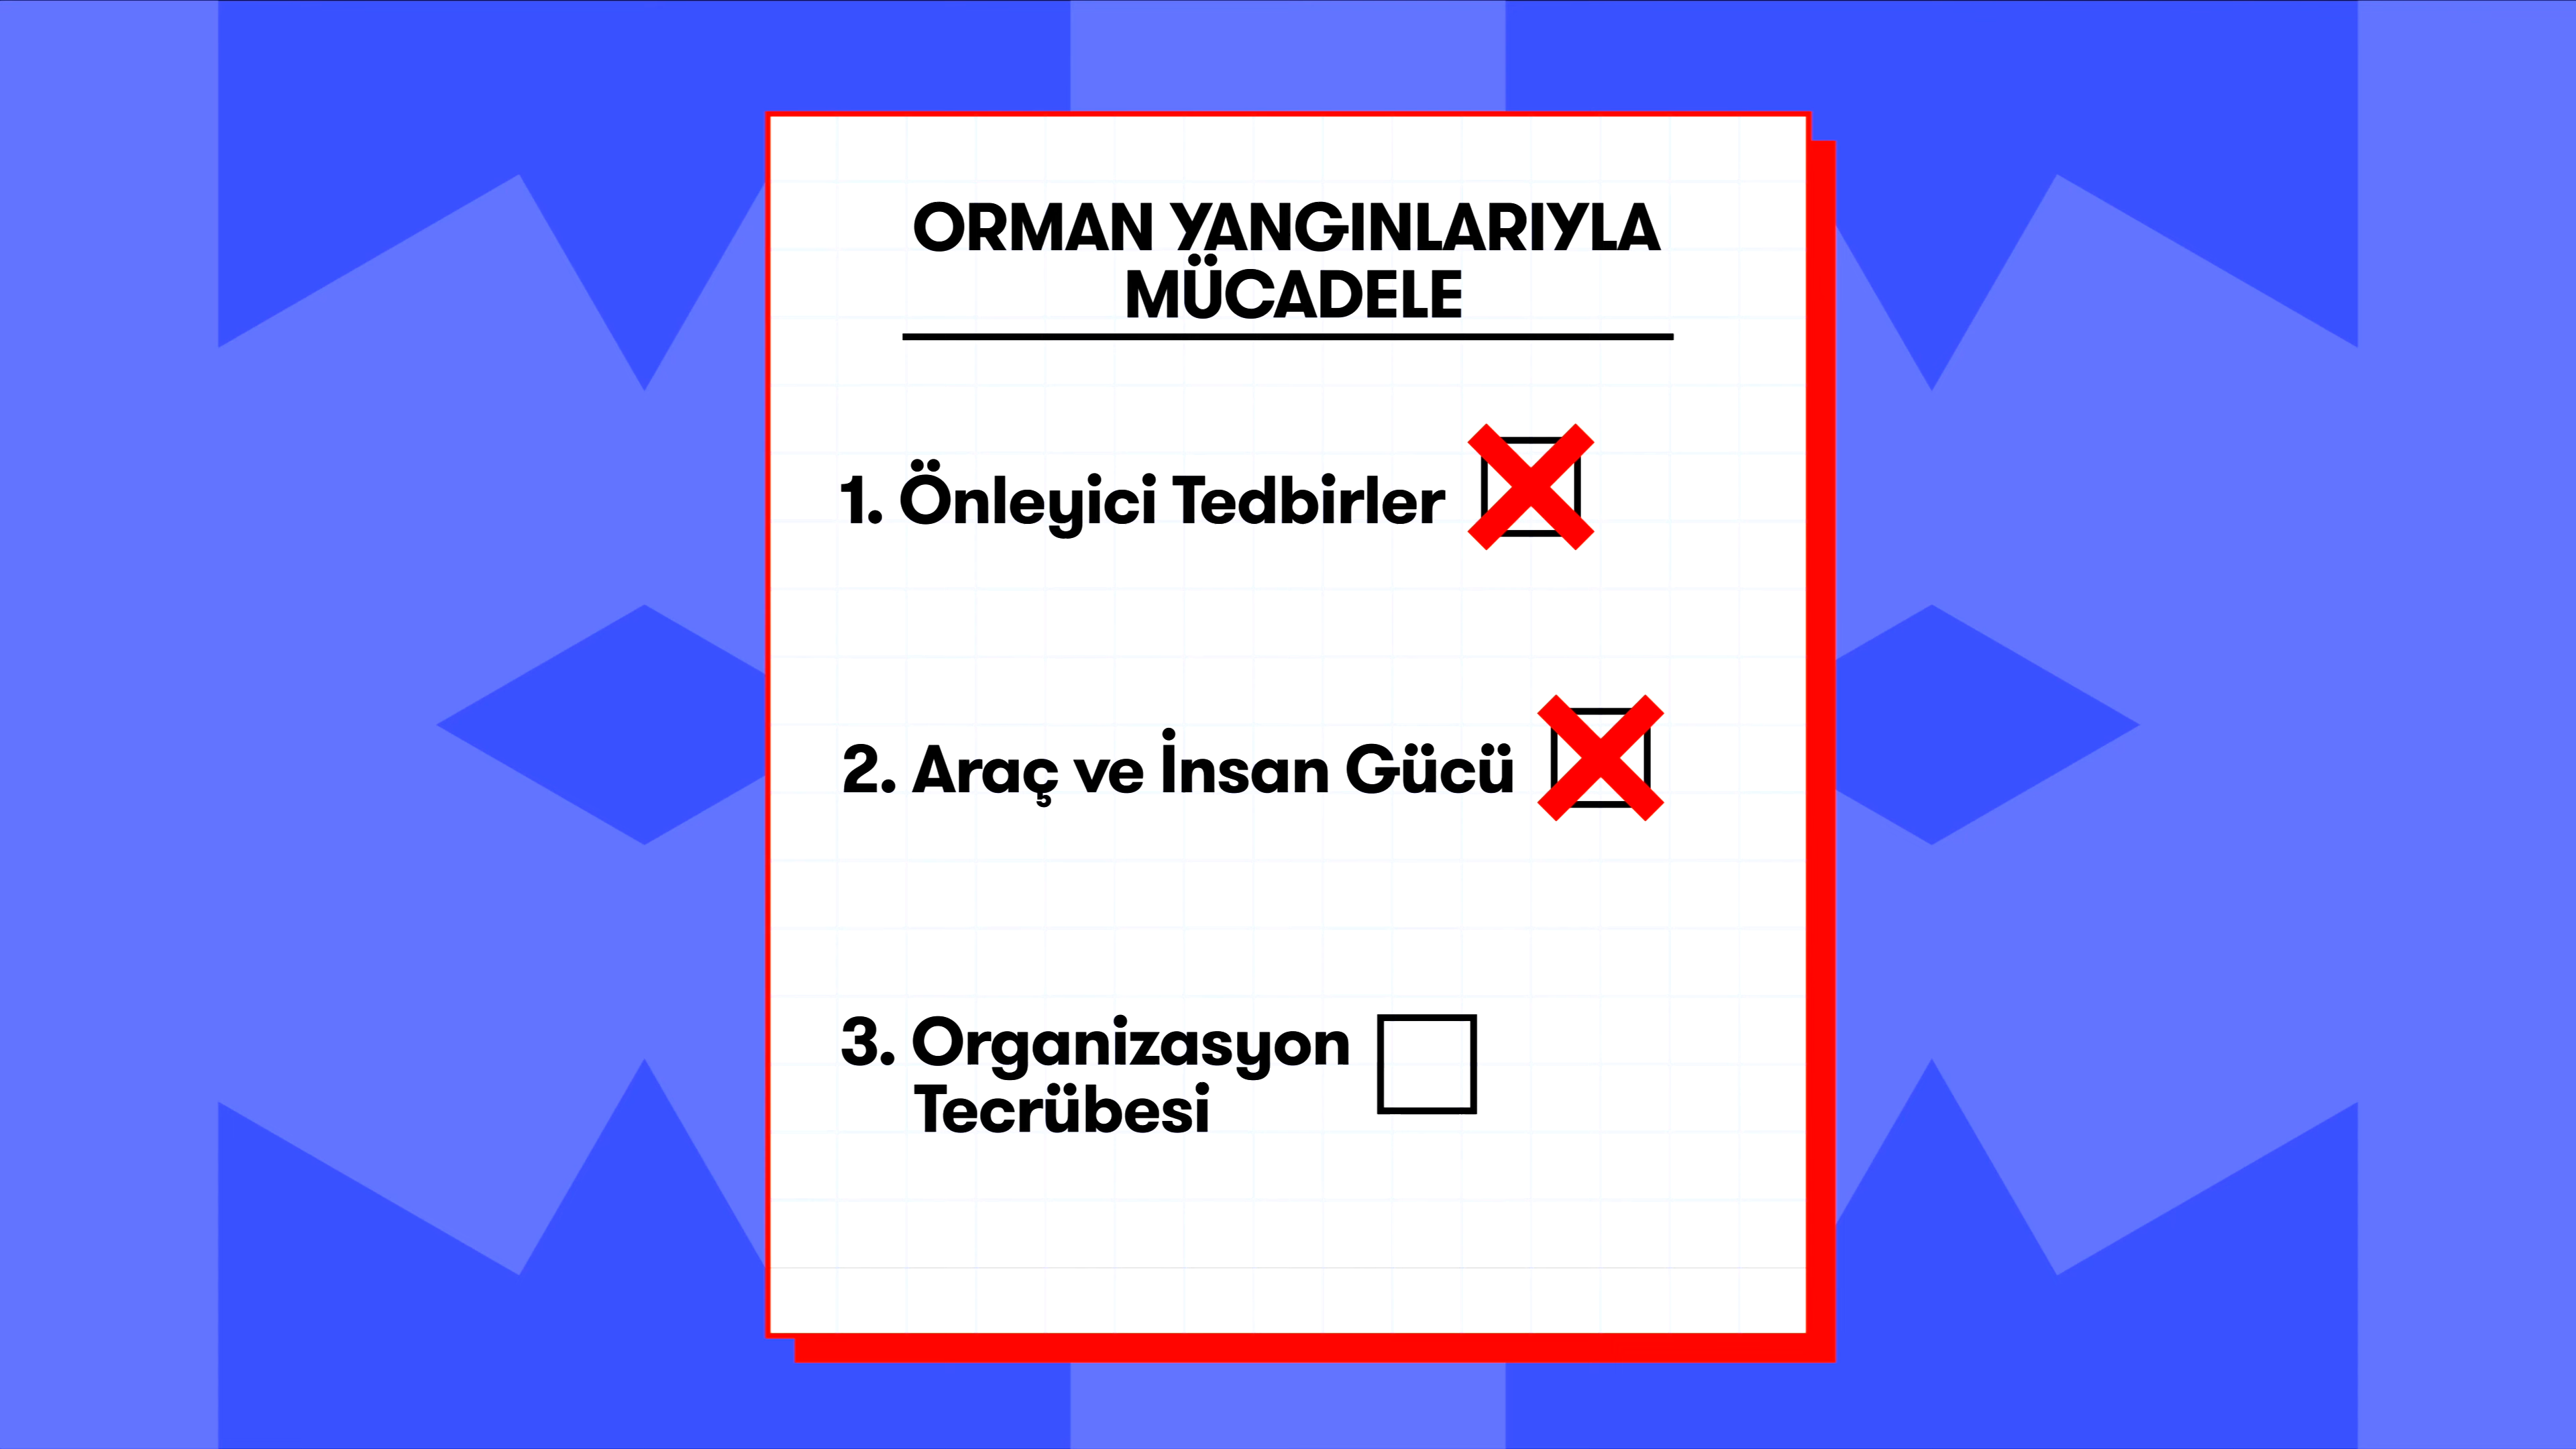 ORMAN YANGINLARIYLA
MÜCADELE
1. Önleyici Tedbirler
2. Araç ve İnsan Gücü
3. Organizasyon
Tecrübesi